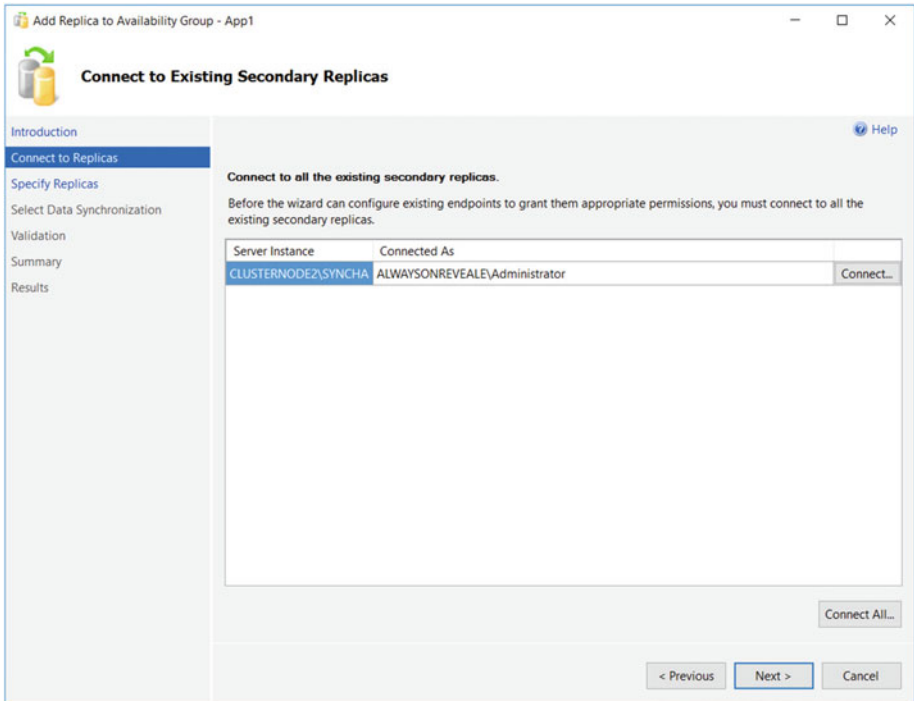 Add Replica to Availability Group - App1
Connect to Existing Secondary Replicas
Introduction
Connect to Replicas
Specify Replicas
Select Data Synchronization
Validation
Summary
Results
Help
Connect to all the existing secondary replicas.
Before the wizard can configure existing endpoints to grant them appropriate permissions, you must connect to all the
existing secondary replicas.
Server Instance Connected As
CLUSTERNODE2\SYNCHA ALWAYSONREVEALE\Administrator Connect...
Connect All...
< Previous Next > Cancel